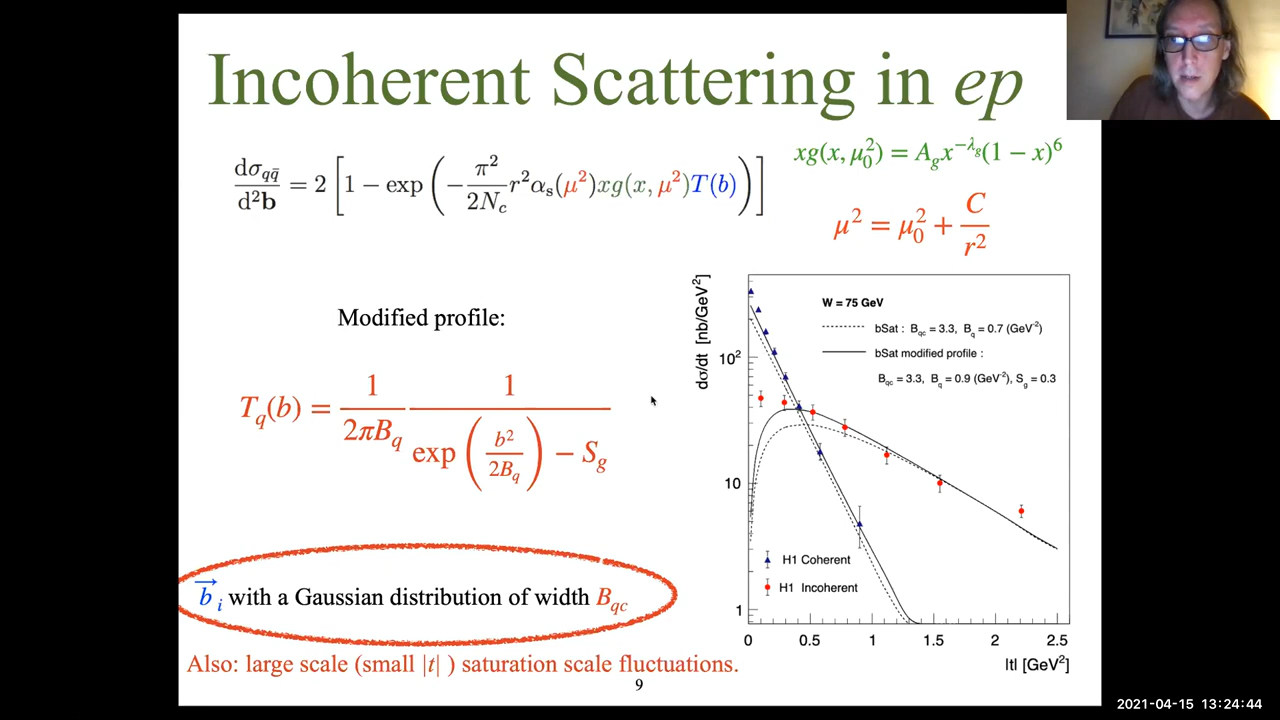 Incoherent Scattering in ep
dσ_{qq̄}/d²b = 2 [1 − exp(−π²/2N_c r²α_s(μ²)xg(x, μ²)T(b))]
xg(x, μ₀²) = A_g x^{−λ_g}(1 − x)⁶
μ² = μ₀² + C/r²
Modified profile:
T_q(b) = 1/2πB_q 1/(exp(b²/2B_q) − S_g)
dσ/dt [nb/GeV²]
W = 75 GeV
bSat : B_qc = 3.3, B_q = 0.7 (GeV⁻²)
bSat modified profile :
B_qc = 3.3, B_q = 0.9 (GeV⁻²), S_g = 0.3
10²
10
1
H1 Coherent
H1 Incoherent
0 0.5 1 1.5 2 2.5
|t| [GeV²]
b⃗_i with a Gaussian distribution of width B_qc
Also: large scale (small |t| ) saturation scale fluctuations.
9
2021-04-15 13:24:44